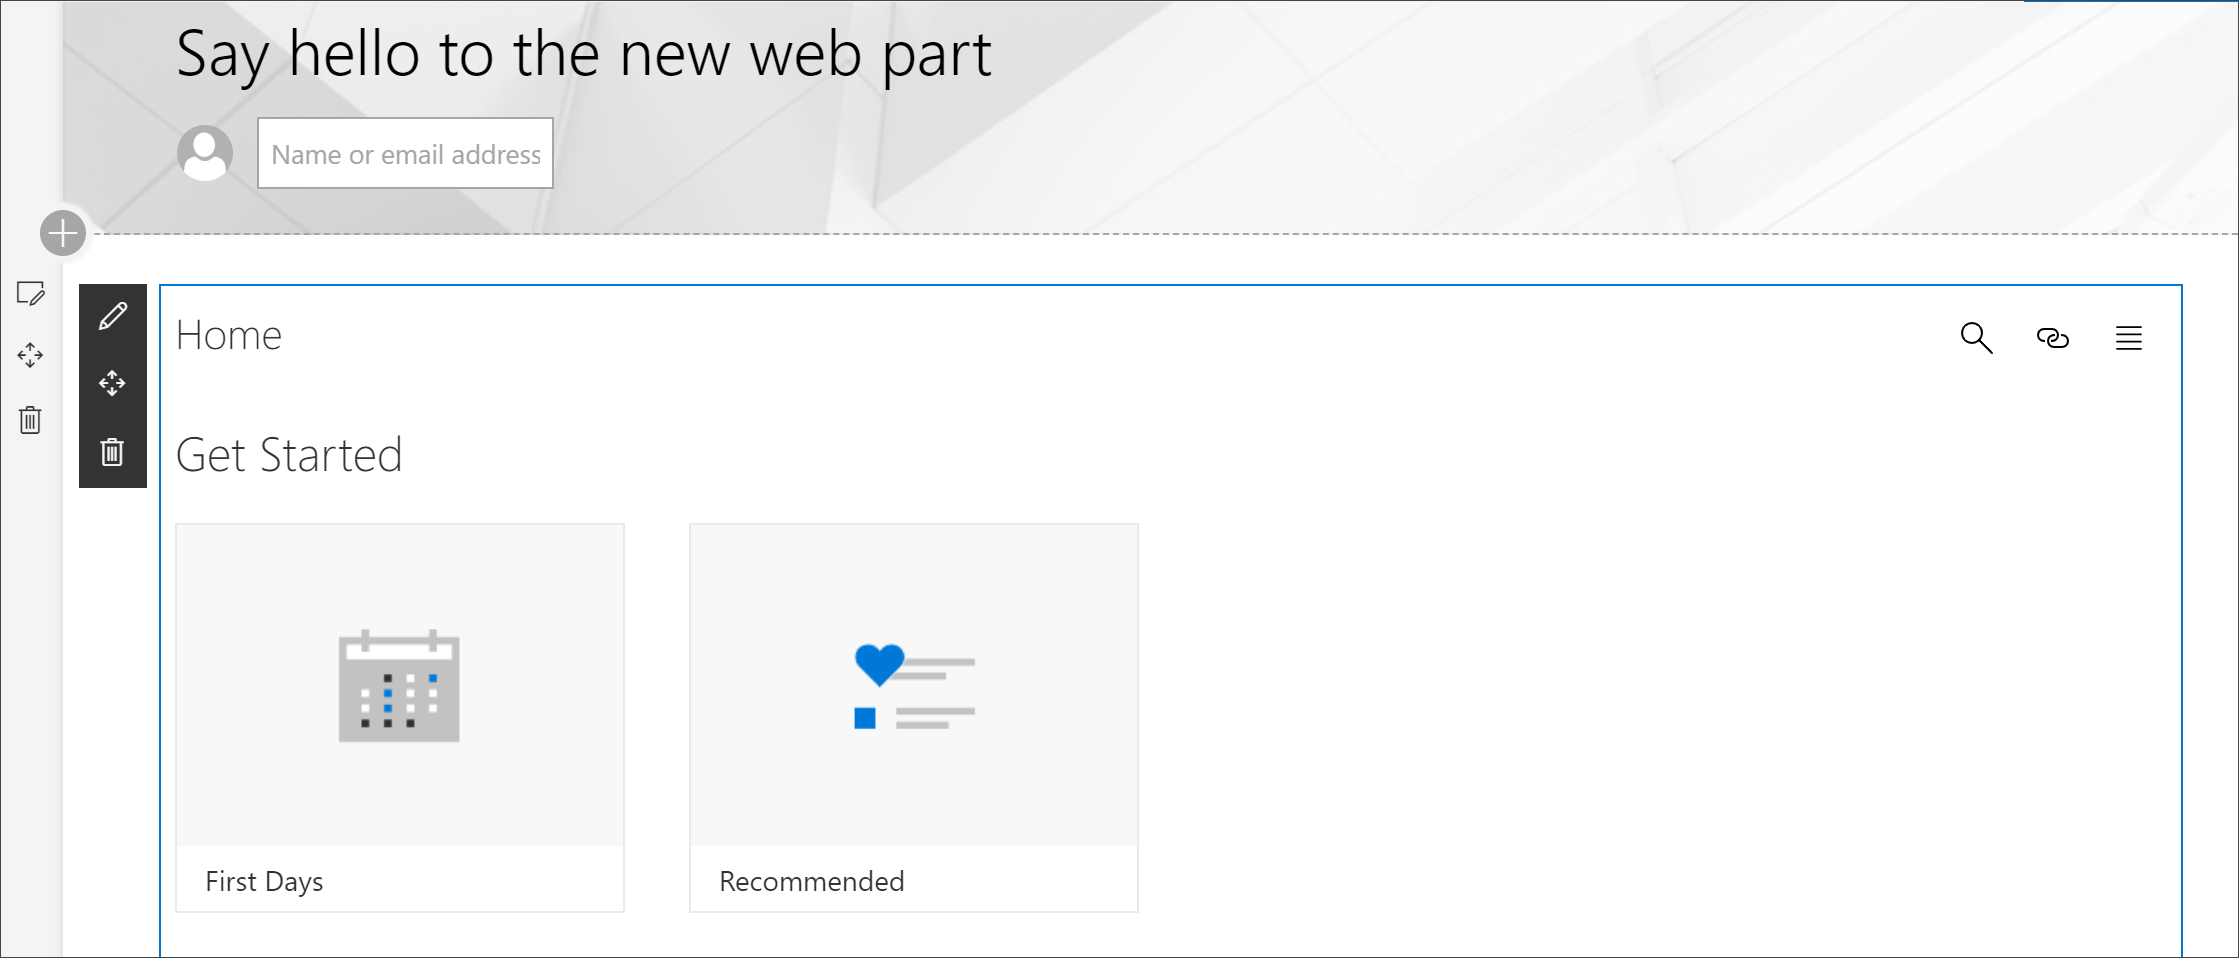 Say hello to the new web part
Name or email address
Home
Get Started
First Days
Recommended